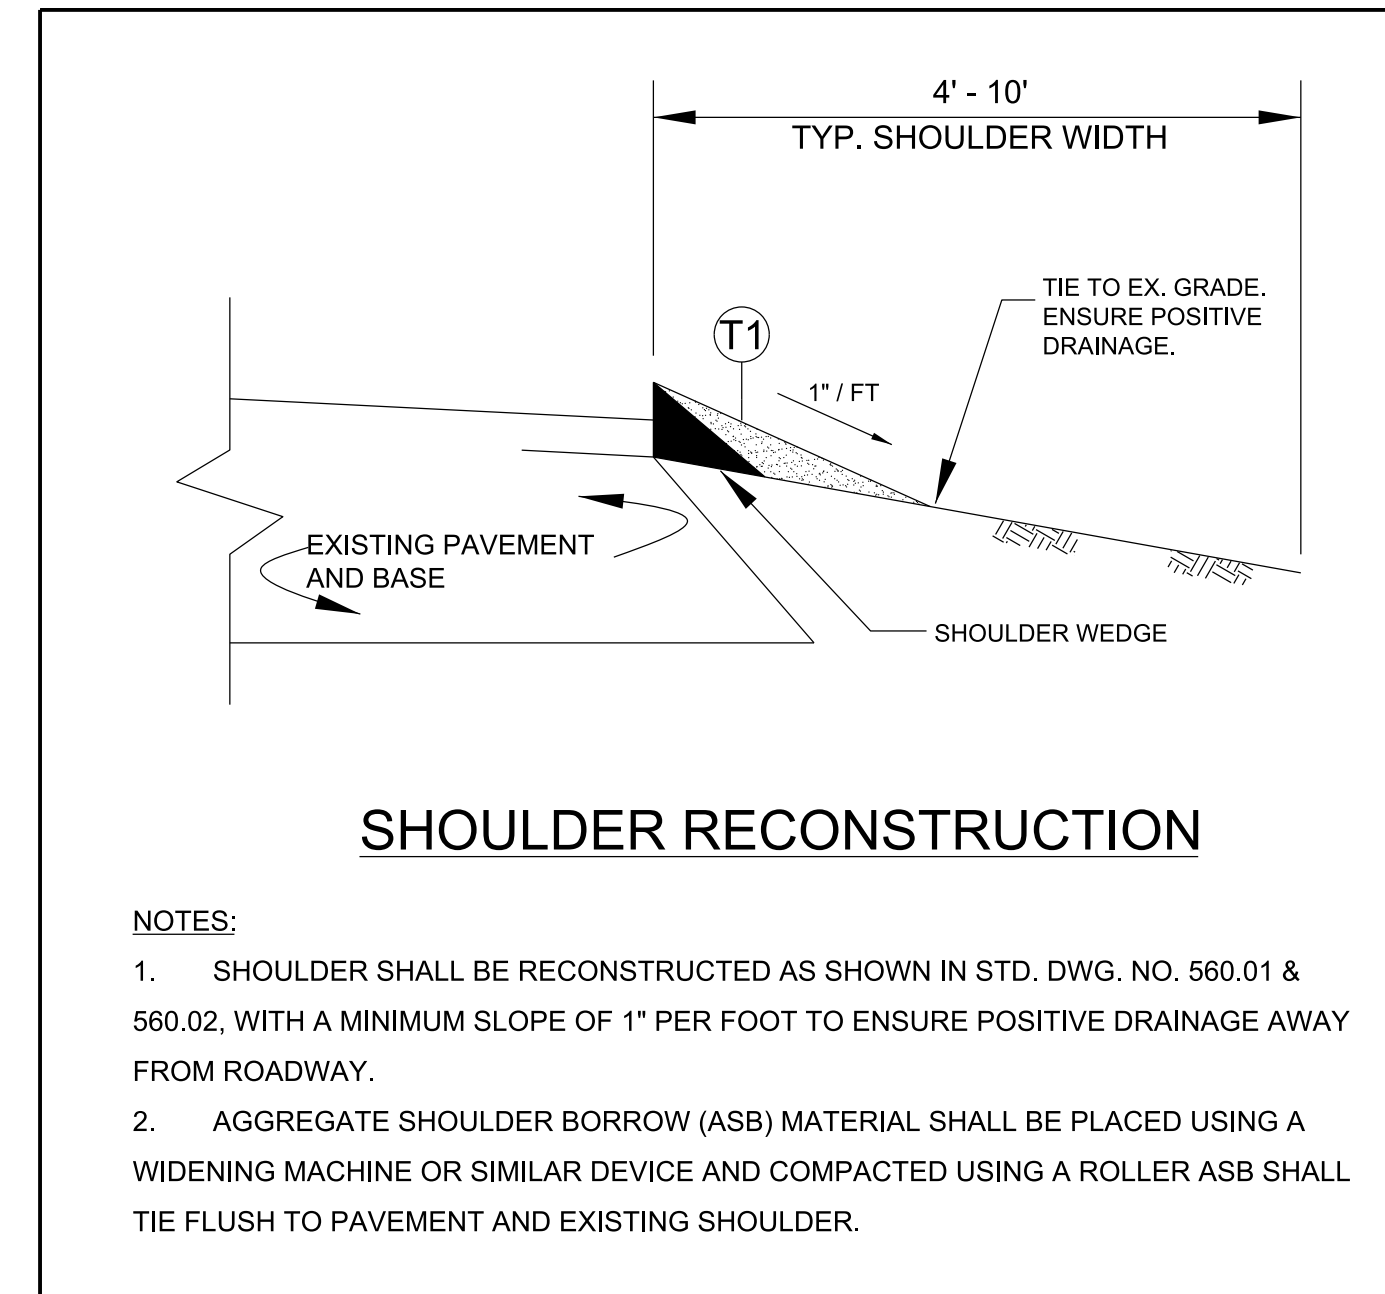 4' - 10'
TYP. SHOULDER WIDTH
TIE TO EX. GRADE.
ENSURE POSITIVE
DRAINAGE.
T1
1" / FT
EXISTING PAVEMENT
AND BASE
SHOULDER WEDGE
SHOULDER RECONSTRUCTION
NOTES:
1. SHOULDER SHALL BE RECONSTRUCTED AS SHOWN IN STD. DWG. NO. 560.01 &
560.02, WITH A MINIMUM SLOPE OF 1" PER FOOT TO ENSURE POSITIVE DRAINAGE AWAY
FROM ROADWAY.
2. AGGREGATE SHOULDER BORROW (ASB) MATERIAL SHALL BE PLACED USING A
WIDENING MACHINE OR SIMILAR DEVICE AND COMPACTED USING A ROLLER ASB SHALL
TIE FLUSH TO PAVEMENT AND EXISTING SHOULDER.